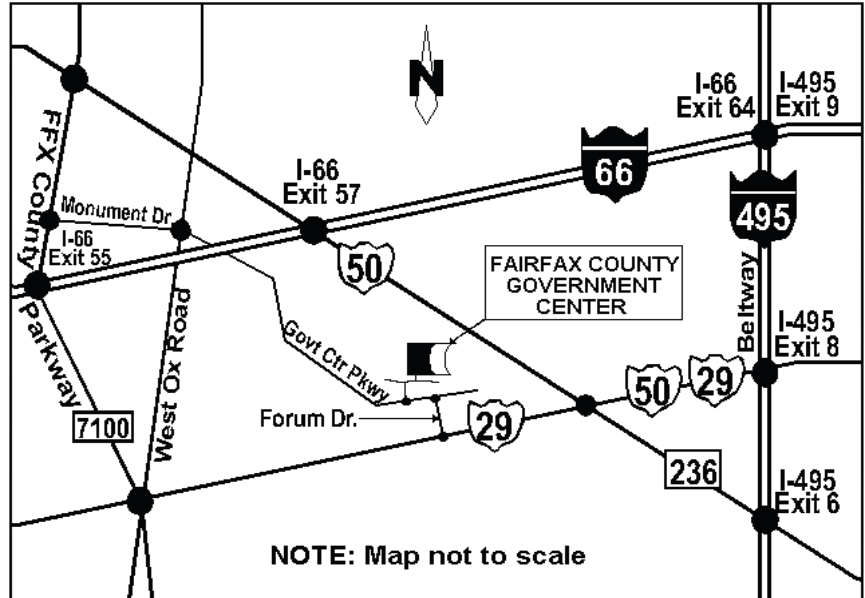 N
I-66
Exit 64
I-495
Exit 9
FFX County
Parkway
I-66
Exit 57
66
495
Monument Dr
I-66
Exit 55
50
FAIRFAX COUNTY
GOVERNMENT
CENTER
Beltway
I-495
Exit 8
West Ox Road
Govt Ctr Pkwy
50
29
Forum Dr.
29
7100
236
I-495
Exit 6
NOTE: Map not to scale